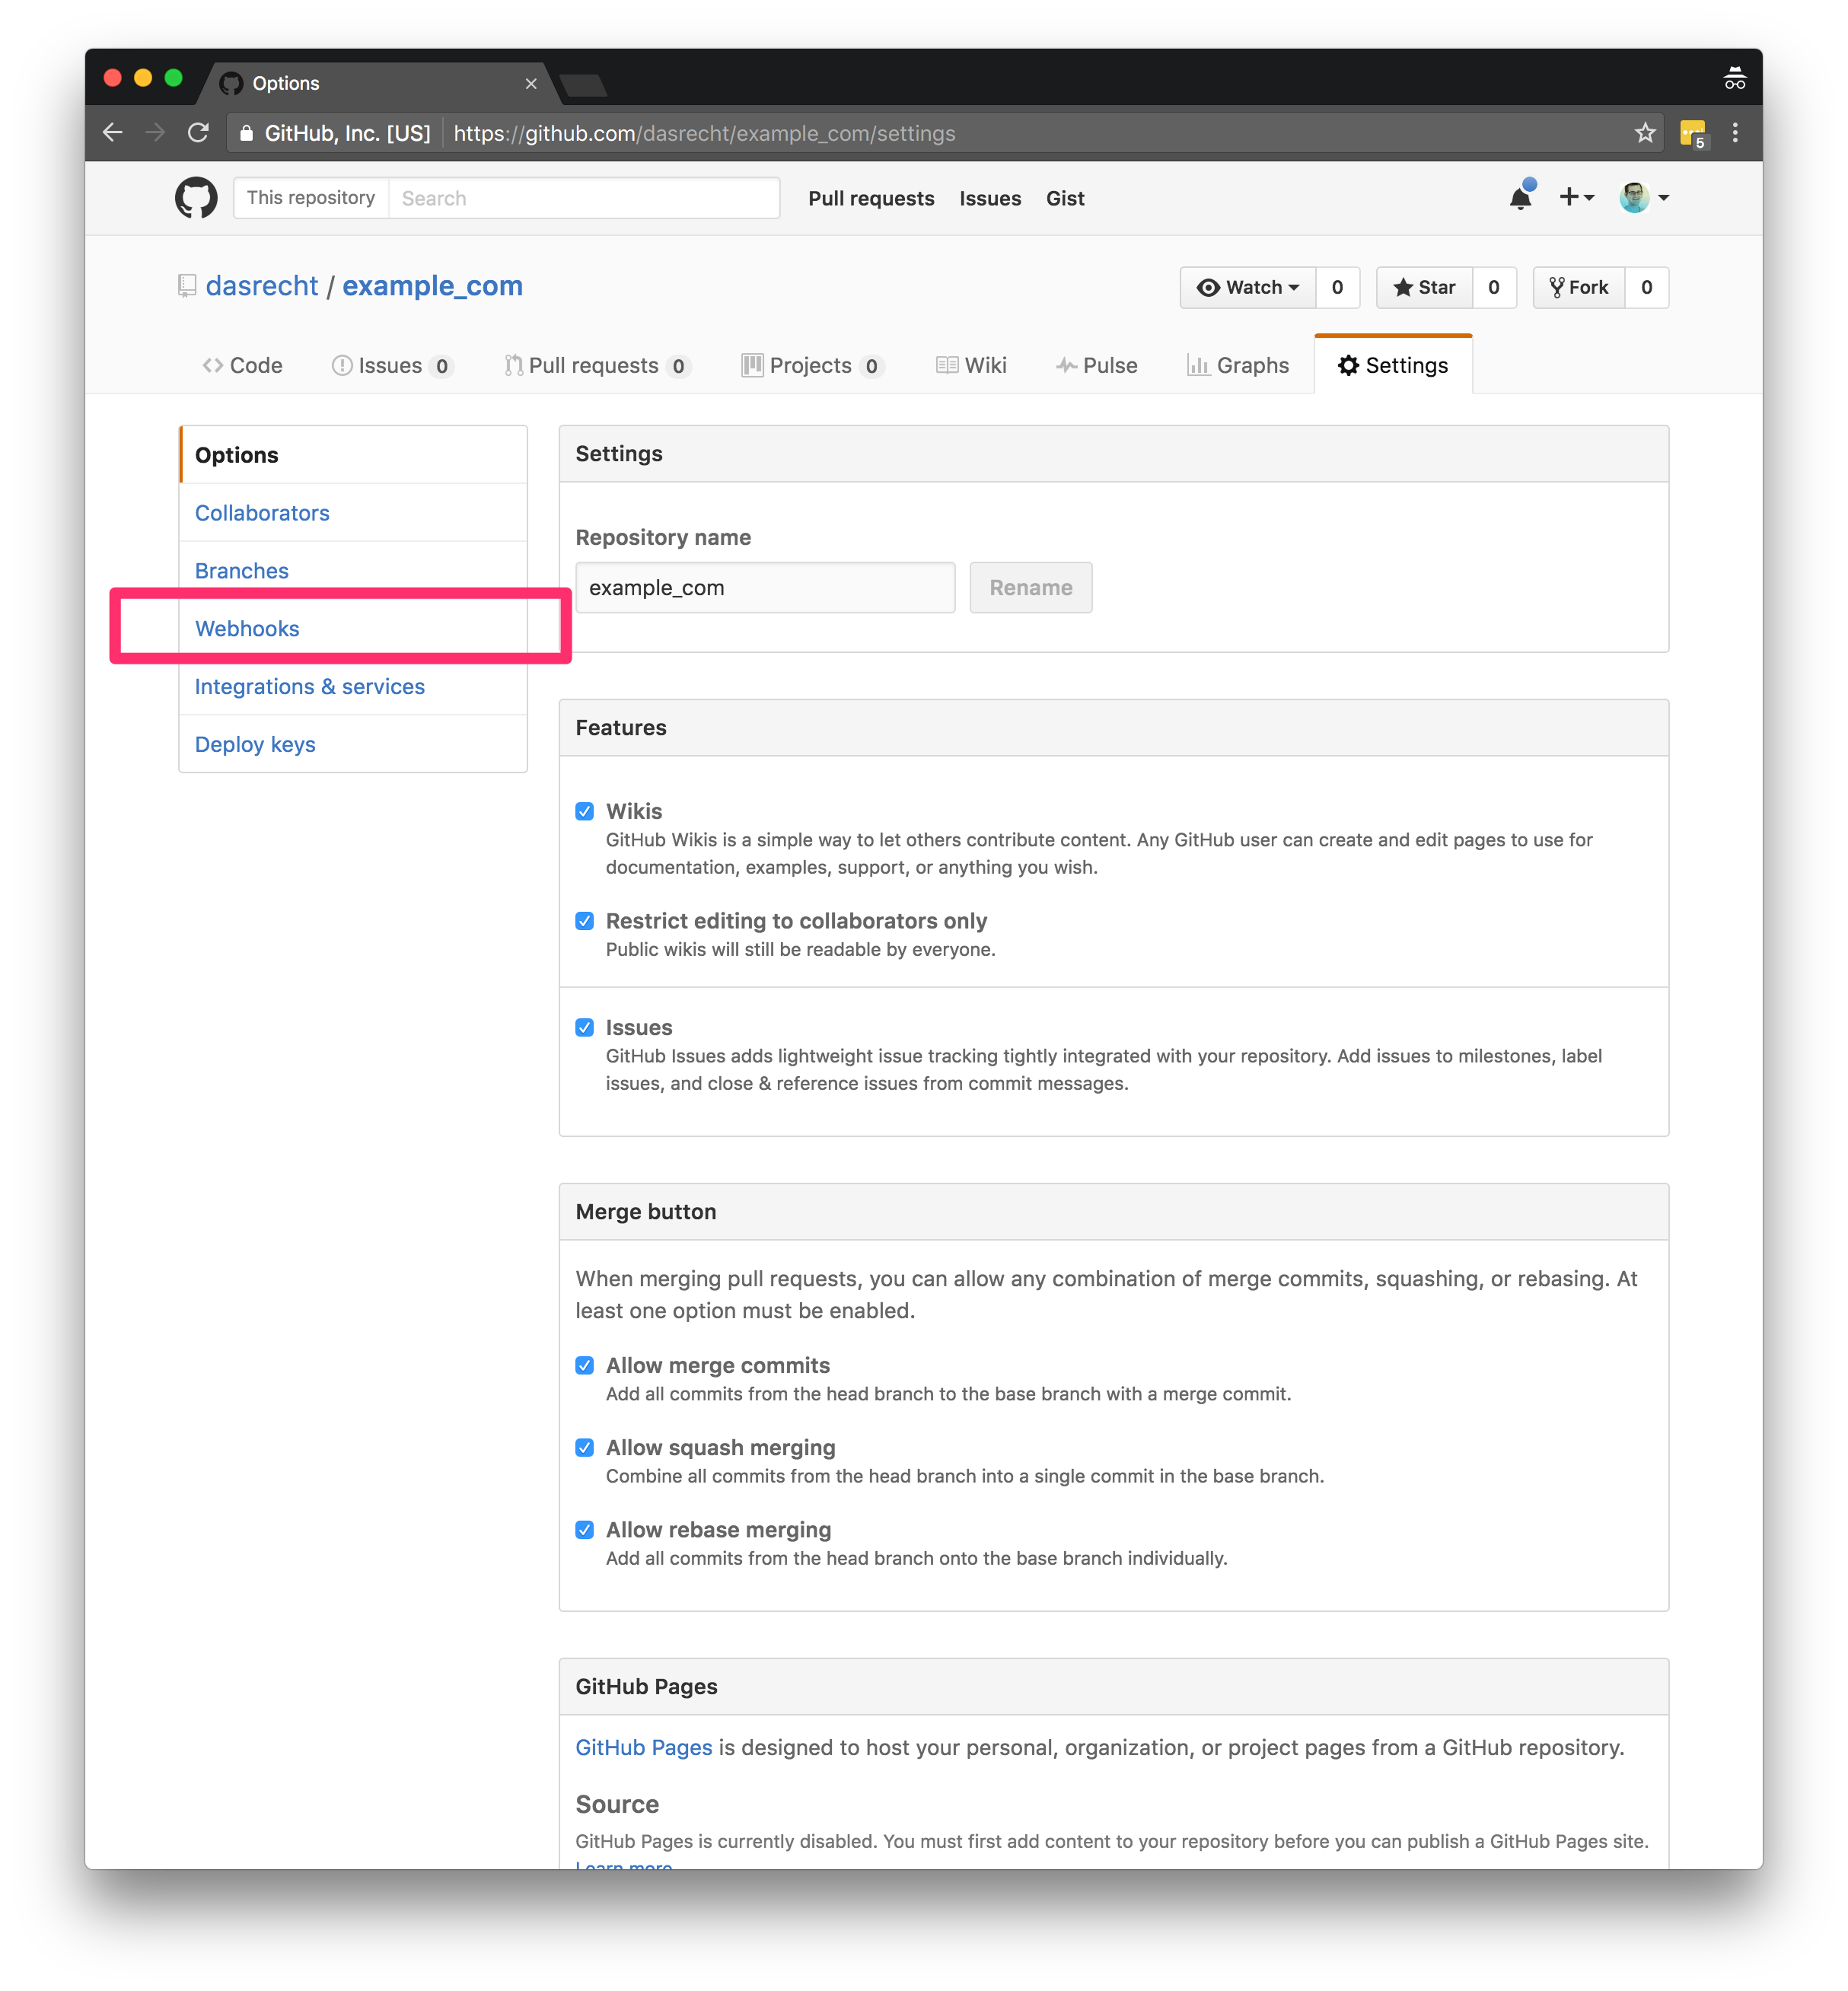 Options
GitHub, Inc. [US] https://github.com/dasrecht/example_com/settings
5
This repository Search Pull requests Issues Gist
dasrecht / example_com
Watch 0 Star 0 Fork 0
Code Issues 0 Pull requests 0 Projects 0 Wiki Pulse Graphs Settings
Options
Collaborators
Branches
Webhooks
Integrations & services
Deploy keys
Settings
Repository name
example_com Rename
Features
Wikis
GitHub Wikis is a simple way to let others contribute content. Any GitHub user can create and edit pages to use for
documentation, examples, support, or anything you wish.
Restrict editing to collaborators only
Public wikis will still be readable by everyone.
Issues
GitHub Issues adds lightweight issue tracking tightly integrated with your repository. Add issues to milestones, label
issues, and close & reference issues from commit messages.
Merge button
When merging pull requests, you can allow any combination of merge commits, squashing, or rebasing. At
least one option must be enabled.
Allow merge commits
Add all commits from the head branch to the base branch with a merge commit.
Allow squash merging
Combine all commits from the head branch into a single commit in the base branch.
Allow rebase merging
Add all commits from the head branch onto the base branch individually.
GitHub Pages
GitHub Pages is designed to host your personal, organization, or project pages from a GitHub repository.
Source
GitHub Pages is currently disabled. You must first add content to your repository before you can publish a GitHub Pages site.
Learn more